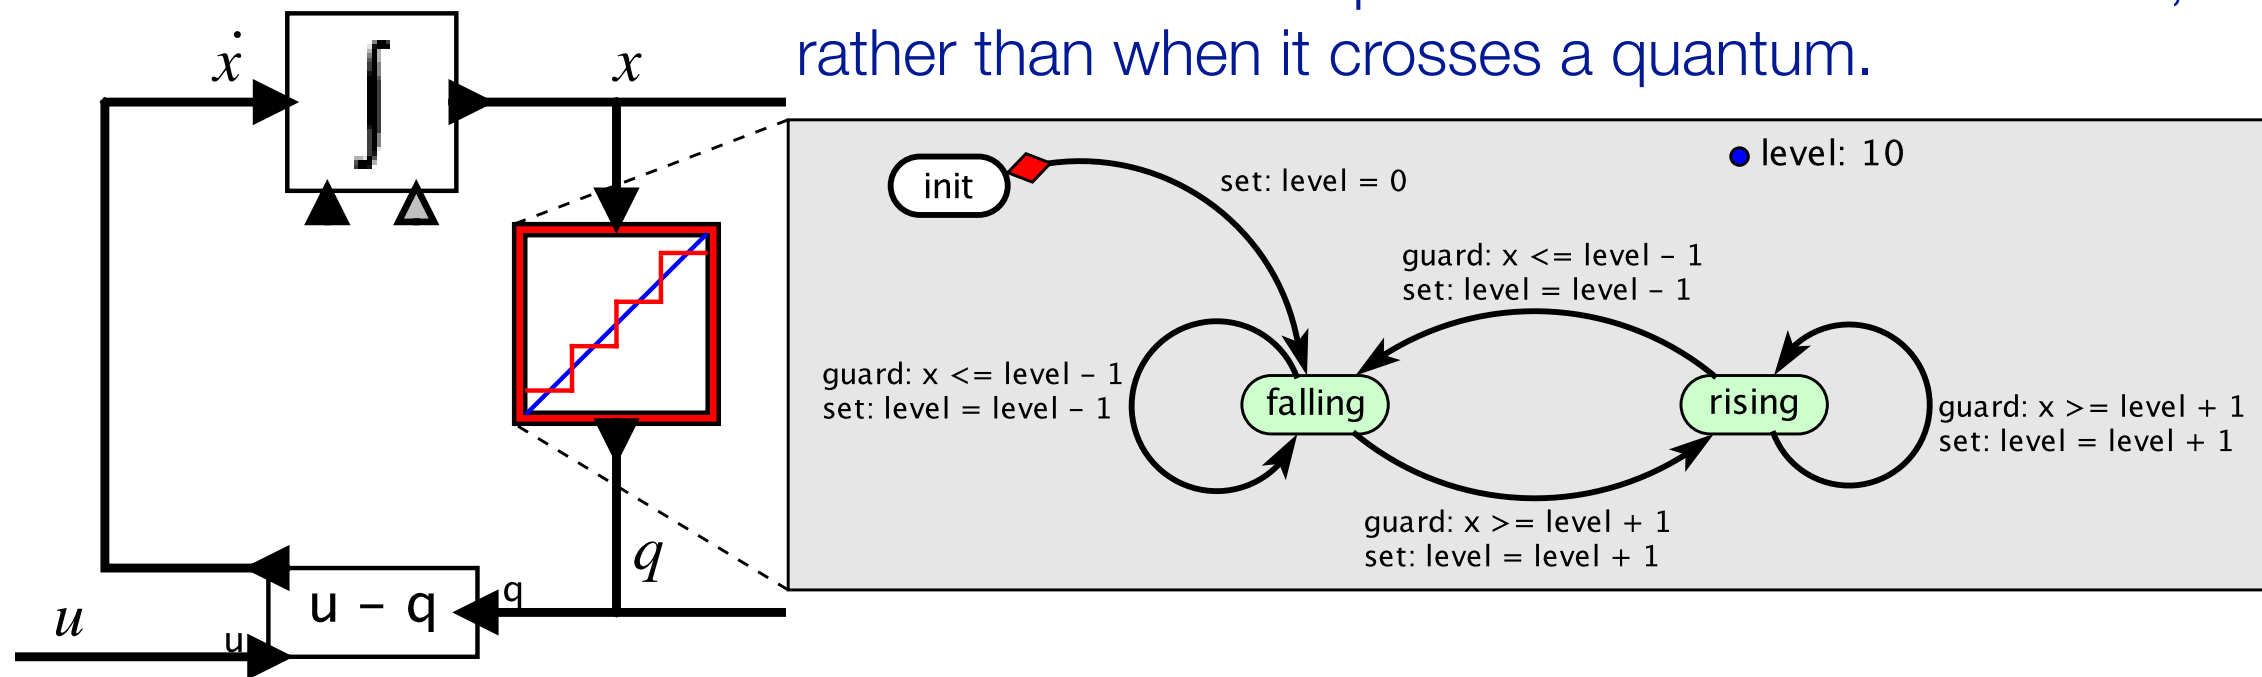 rather than when it crosses a quantum.
ẋ
x
init
set: level = 0
level: 10
guard: x <= level – 1
set: level = level – 1
guard: x <= level – 1
set: level = level – 1
falling
rising
guard: x >= level + 1
set: level = level + 1
guard: x >= level + 1
set: level = level + 1
q
u – q
q
u
u